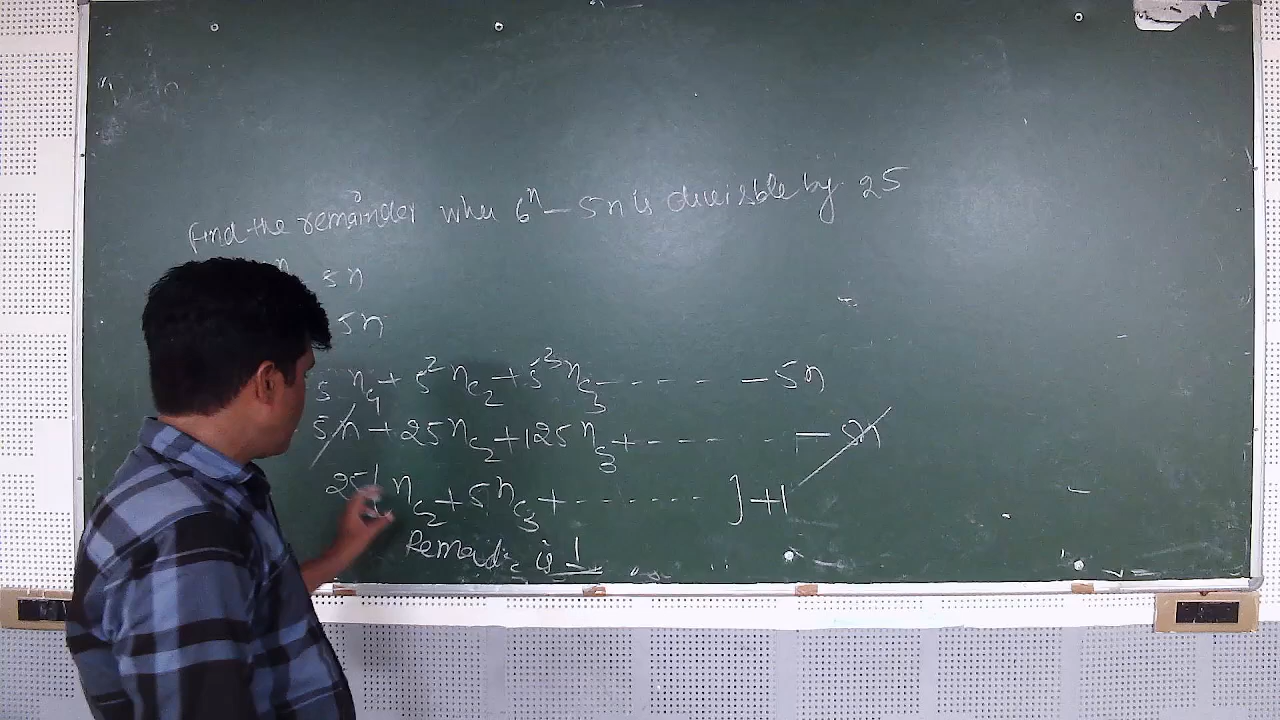 Find the remainder when 6ⁿ - 5n is divisible by 25
n 5n
5n
5 nC1 + 5² nC2 + 5³ nC3 ------ - 5n
5n + 25 nC2 + 125 nC3 + ------ - 5n
25[ nC2 + 5 nC3 + ------- ] + 1
is 1